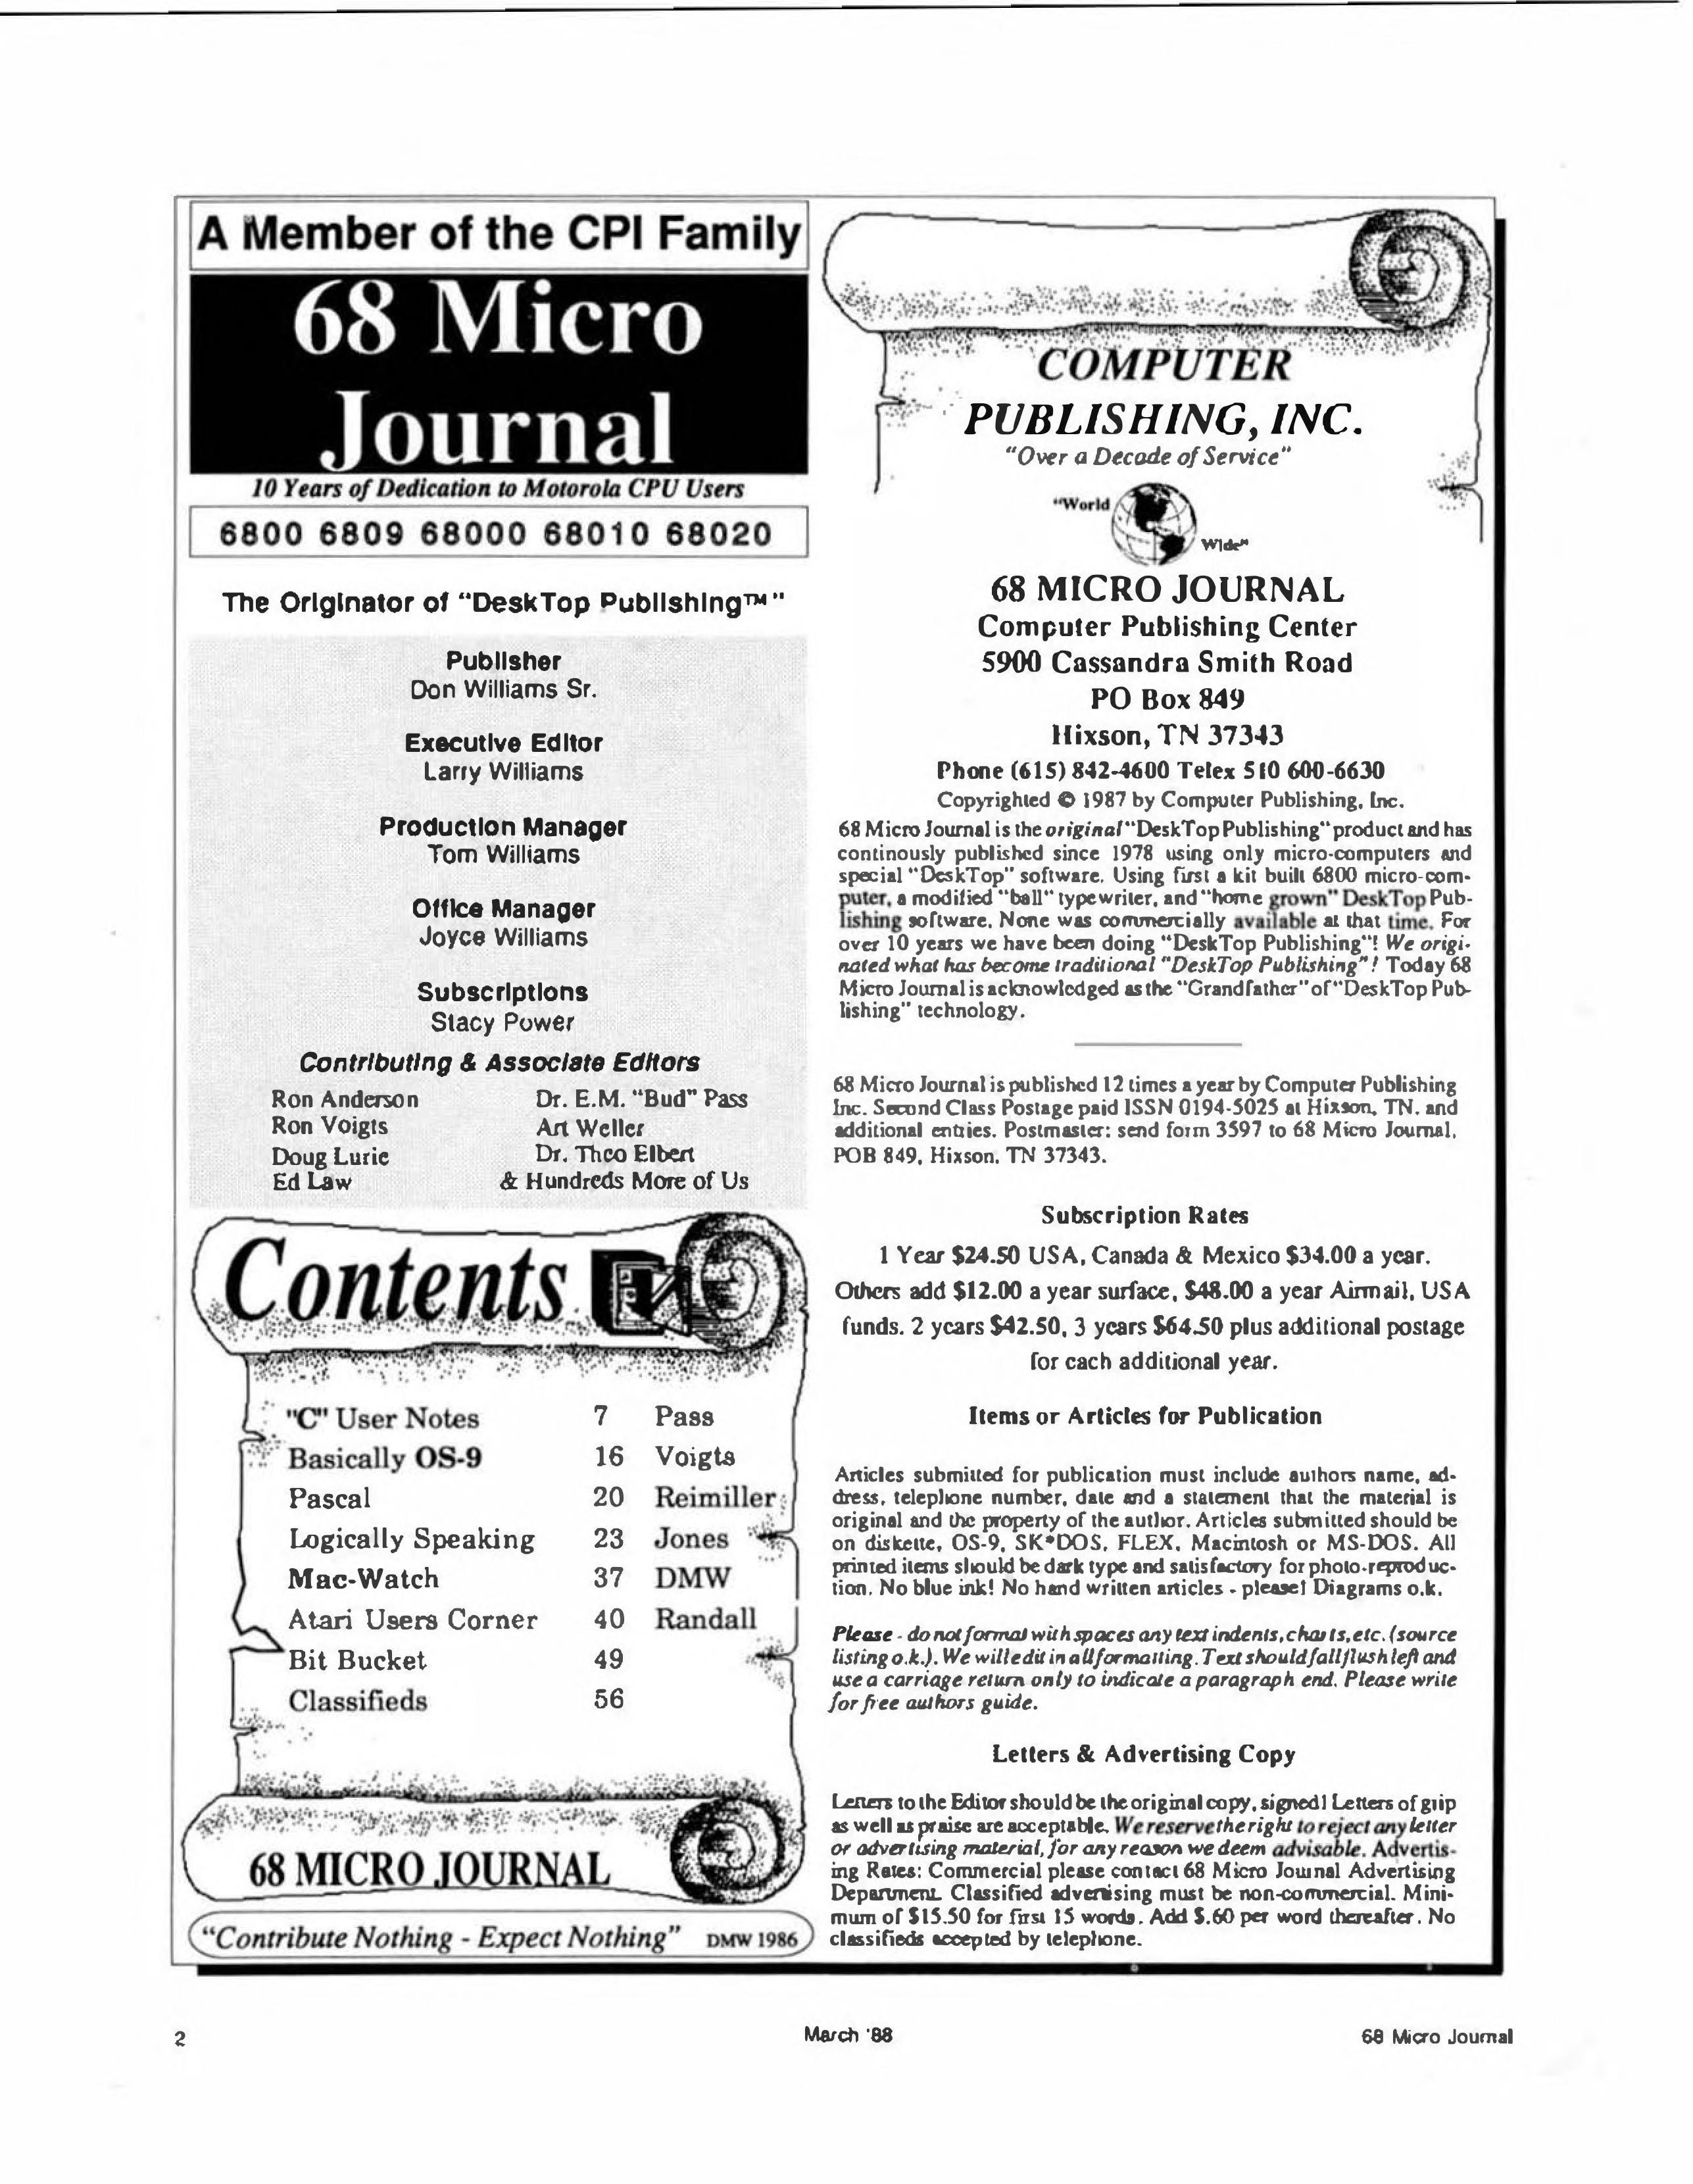 A Member of the CPI Family
68 Micro
Journal
10 Years of Dedication to Motorola CPU Users
6800 6809 68000 68010 68020
The Originator of "DeskTop Publishing™"
Publisher
Don Williams Sr.
Executive Editor
Larry Williams
Production Manager
Tom Williams
Office Manager
Joyce Williams
Subscriptions
Stacy Power
Contributing & Associate Editors
Ron Anderson Dr. E.M. "Bud" Pass
Ron Voigts Art Weller
Doug Lurie Dr. Theo Elbert
Ed Law & Hundreds More of Us
Contents
"C" User Notes 7 Pass
Basically OS-9 16 Voigts
Pascal 20 Reimiller
Logically Speaking 23 Jones
Mac-Watch 37 DMW
Atari Users Corner 40 Randall
Bit Bucket 49
Classifieds 56
68 MICRO JOURNAL
"Contribute Nothing - Expect Nothing" DMW 1986
COMPUTER
PUBLISHING, INC.
"Over a Decade of Service"
"World
Wide"
68 MICRO JOURNAL
Computer Publishing Center
5900 Cassandra Smith Road
PO Box 849
Hixson, TN 37343
Phone (615) 842-4600 Telex 510 600-6630
Copyrighted © 1987 by Computer Publishing, Inc.
68 Micro Journal is the original "DeskTop Publishing" product and has
continously published since 1978 using only micro-computers and
special "DeskTop" software. Using first a kit built 6800 micro-com-
puter, a modified "ball" typewriter, and "home grown" DeskTop Pub-
lishing software. None was commercially available at that time. For
over 10 years we have been doing "DeskTop Publishing"! We origi-
nated what has become traditional "DeskTop Publishing"! Today 68
Micro Journal is acknowledged as the "Grandfather" of "DeskTop Pub-
lishing" technology.
68 Micro Journal is published 12 times a year by Computer Publishing
Inc. Second Class Postage paid ISSN 0194-5025 at Hixson, TN. and
additional entries. Postmaster: send form 3597 to 68 Micro Journal,
POB 849, Hixson, TN 37343.
Subscription Rates
1 Year $24.50 USA, Canada & Mexico $34.00 a year.
Others add $12.00 a year surface, $48.00 a year Airmail, USA
funds. 2 years $42.50, 3 years $64.50 plus additional postage
for each additional year.
Items or Articles for Publication
Articles submitted for publication must include authors name, ad-
dress, telephone number, date and a statement that the material is
original and the property of the author. Articles submitted should be
on diskette, OS-9, SK*DOS, FLEX, Macintosh or MS-DOS. All
printed items should be dark type and satisfactory for photo-reproduc-
tion. No blue ink! No hand written articles - please! Diagrams o.k.
Please - do not format with spaces any text indents, charts, etc. (source
listing o.k.). We will edit in all formatting. Text should fall flush left and
use a carriage return only to indicate a paragraph end. Please write
for free authors guide.
Letters & Advertising Copy
Letters to the Editor should be the original copy, signed! Letters of grip
as well as praise are acceptable. We reserve the right to reject any letter
or advertising material, for any reason we deem advisable. Advertis-
ing Rates: Commercial please contact 68 Micro Journal Advertising
Department. Classified advertising must be non-commercial. Mini-
mum of $15.50 for first 15 words. Add $.60 per word thereafter. No
classifieds accepted by telephone.
2 March '88 68 Micro Journal